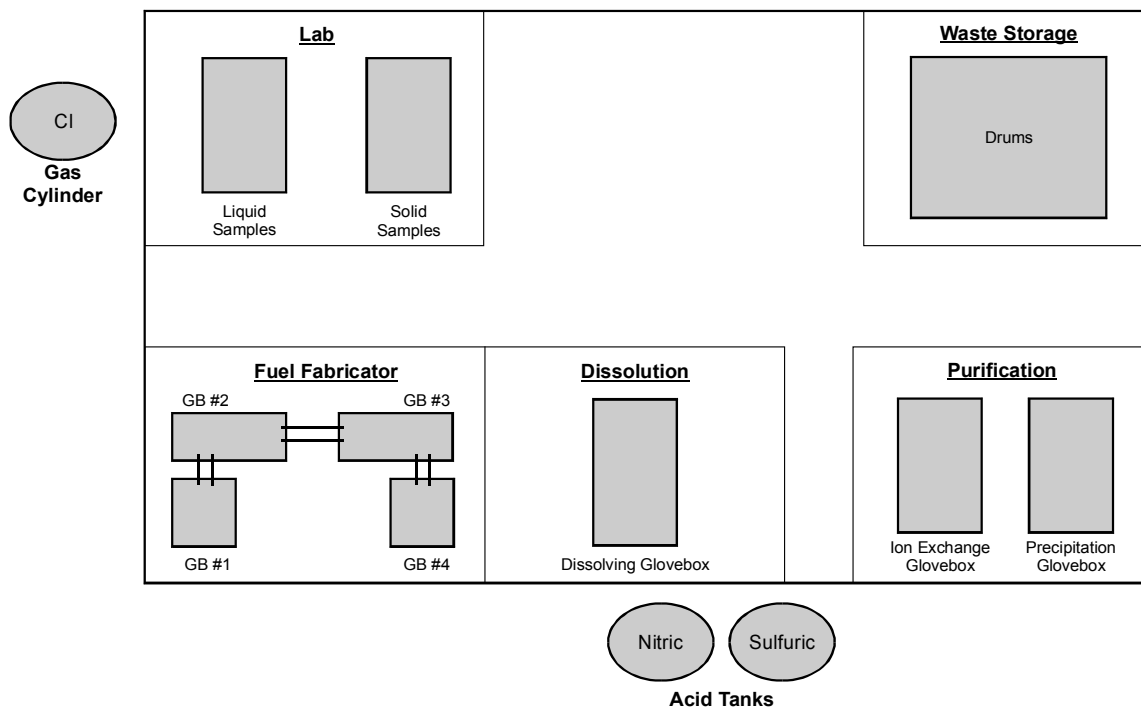 Lab
Liquid
Samples
Solid
Samples
Waste Storage
Drums
Cl
Gas
Cylinder
Fuel Fabricator
GB #2
GB #3
GB #1
GB #4
Dissolution
Dissolving Glovebox
Purification
Ion Exchange
Glovebox
Precipitation
Glovebox
Nitric
Sulfuric
Acid Tanks